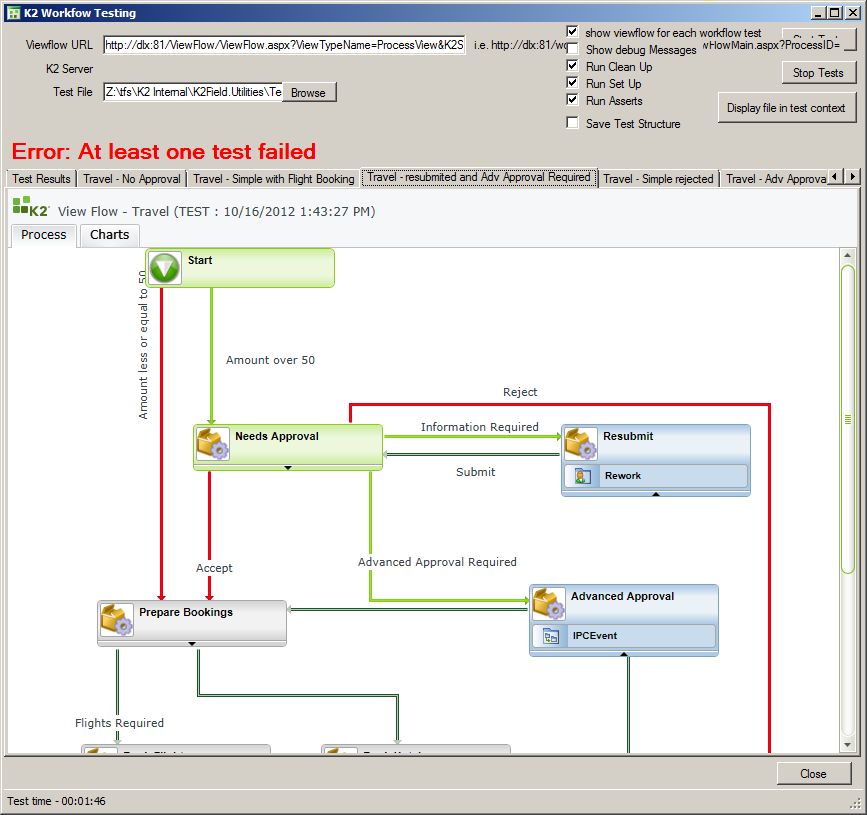 K2 Workflow Testing
Viewflow URL
http://dlx:81/ViewFlow/ViewFlow.aspx?ViewTypeName=ProcessView&K2S
i.e. http://dlx:81/wo
wFlowMain.aspx?ProcessID=
show viewflow for each workflow test
Show debug Messages
K2 Server
Run Clean Up
Stop Tests
Test File
Z:\tfs\K2 Internal\K2Field.Utilities\Te
Browse
Run Set Up
Run Asserts
Display file in test context
Save Test Structure
Error: At least one test failed
Test Results
Travel - No Approval
Travel - Simple with Flight Booking
Travel - resubmited and Adv Approval Required
Travel - Simple rejected
Travel - Adv Approva
K2
View Flow - Travel (TEST : 10/16/2012 1:43:27 PM)
Process
Charts
Start
Amount less or equal to 50
Amount over 50
Reject
Needs Approval
Information Required
Resubmit
Submit
Rework
Accept
Advanced Approval Required
Advanced Approval
Prepare Bookings
IPCEvent
Flights Required
Close
Test time - 00:01:46